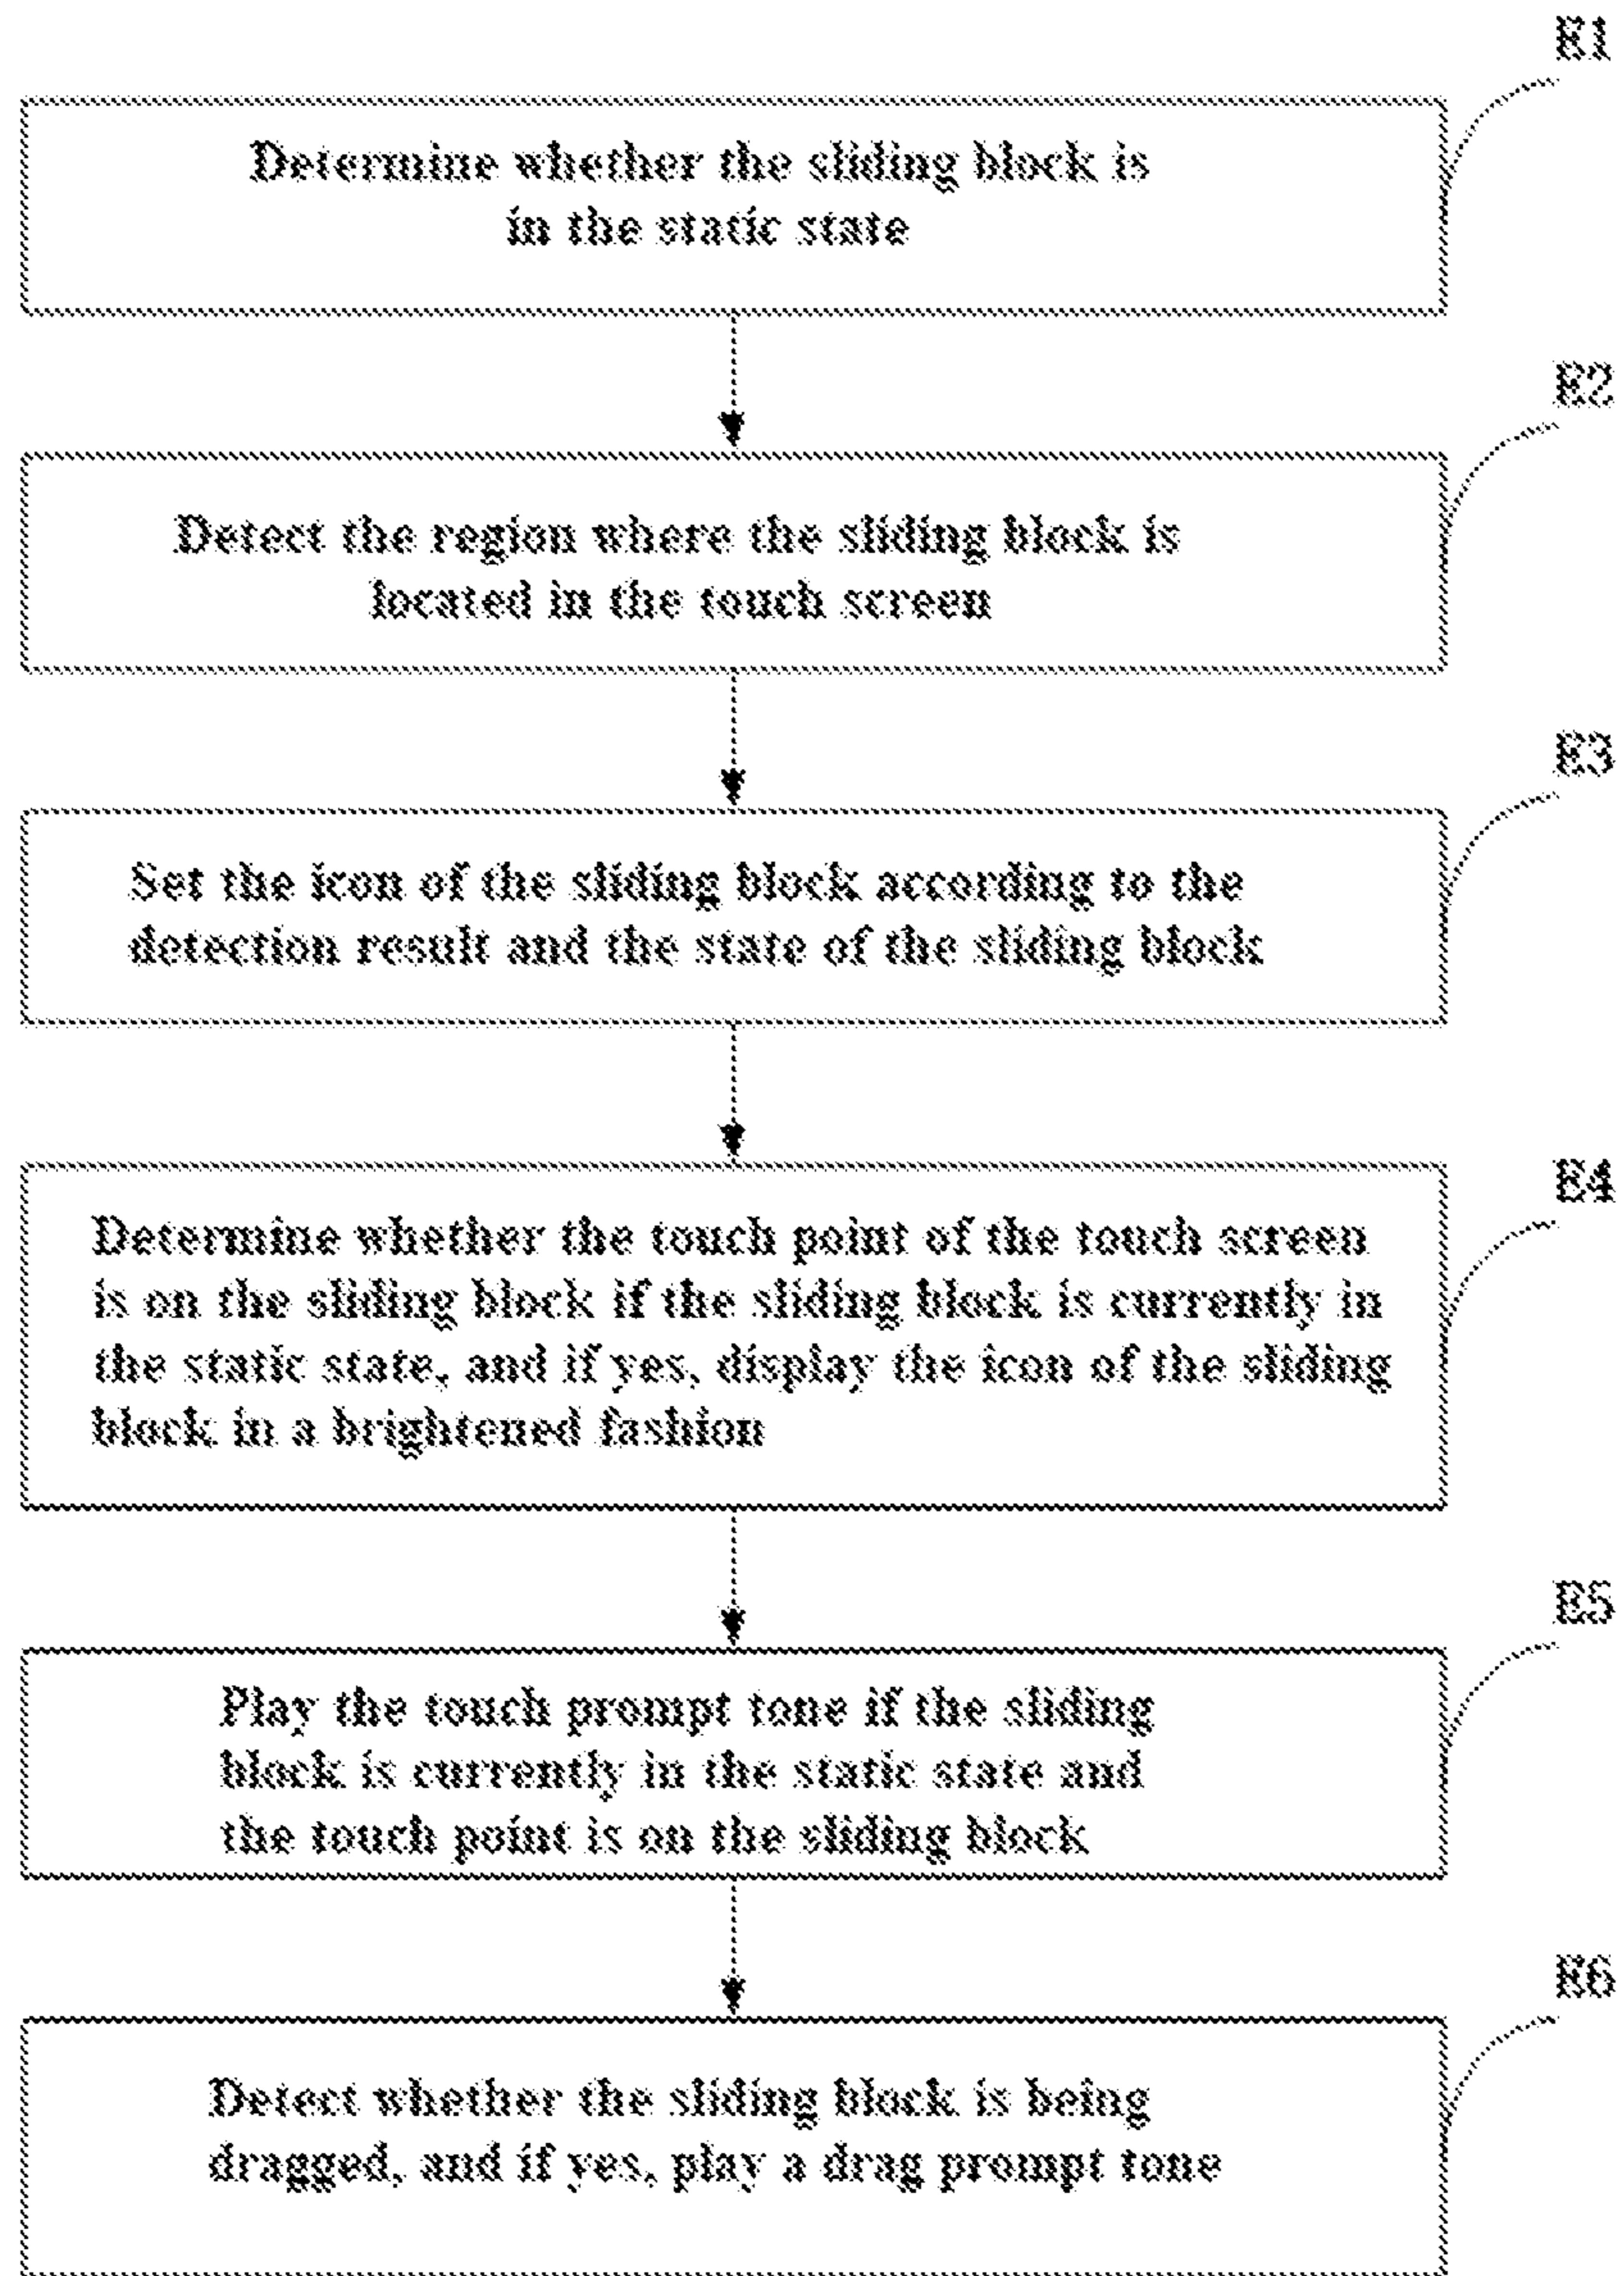 E1
Determine whether the sliding block is
in the static state
E2
Detect the region where the sliding block is
located in the touch screen
E3
Set the icon of the sliding block according to the
detection result and the state of the sliding block
E4
Determine whether the touch point of the touch screen
is on the sliding block if the sliding block is currently in
the static state, and if yes, display the icon of the sliding
block in a brightened fashion
E5
Play the touch prompt tone if the sliding
block is currently in the static state and
the touch point is on the sliding block
E6
Detect whether the sliding block is being
dragged, and if yes, play a drag prompt tone